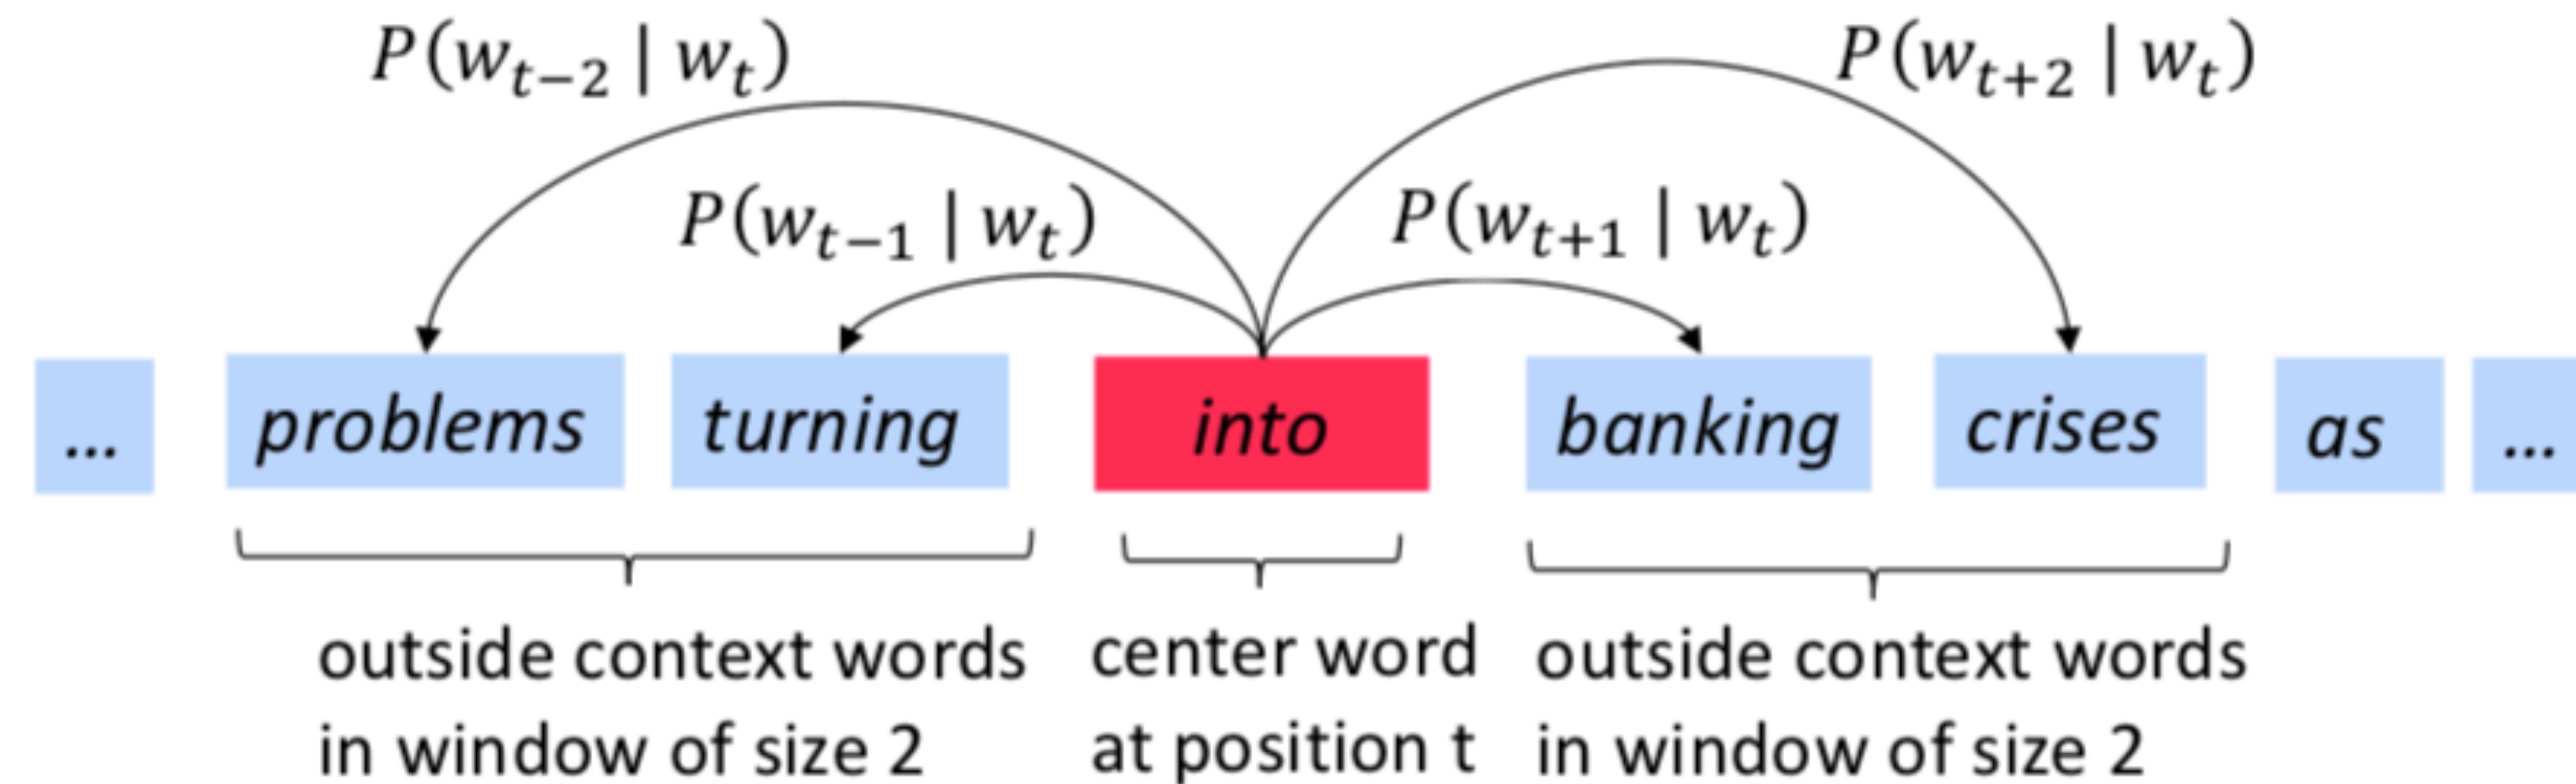 P(w_{t−2} | w_t)
P(w_{t+2} | w_t)
P(w_{t−1} | w_t)
P(w_{t+1} | w_t)
... problems turning into banking crises as ...
outside context words
in window of size 2
center word
at position t
outside context words
in window of size 2